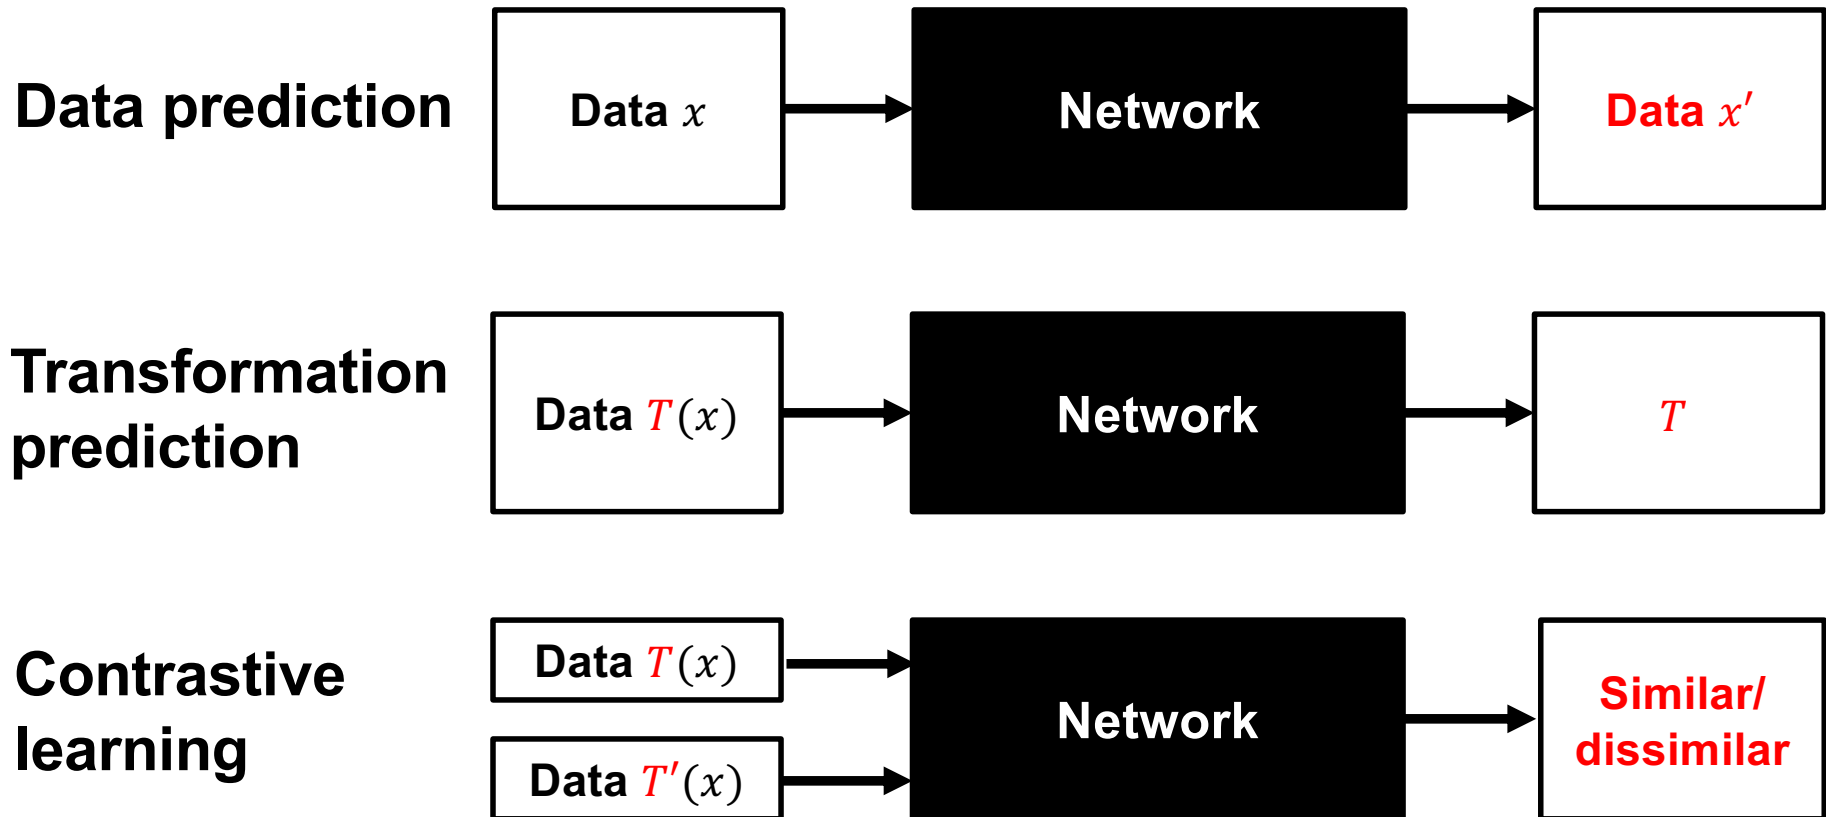 Data prediction
Data x
Network
Data x′
Transformation
prediction
Data T(x)
Network
T
Contrastive
learning
Data T(x)
Data T′(x)
Network
Similar/
dissimilar